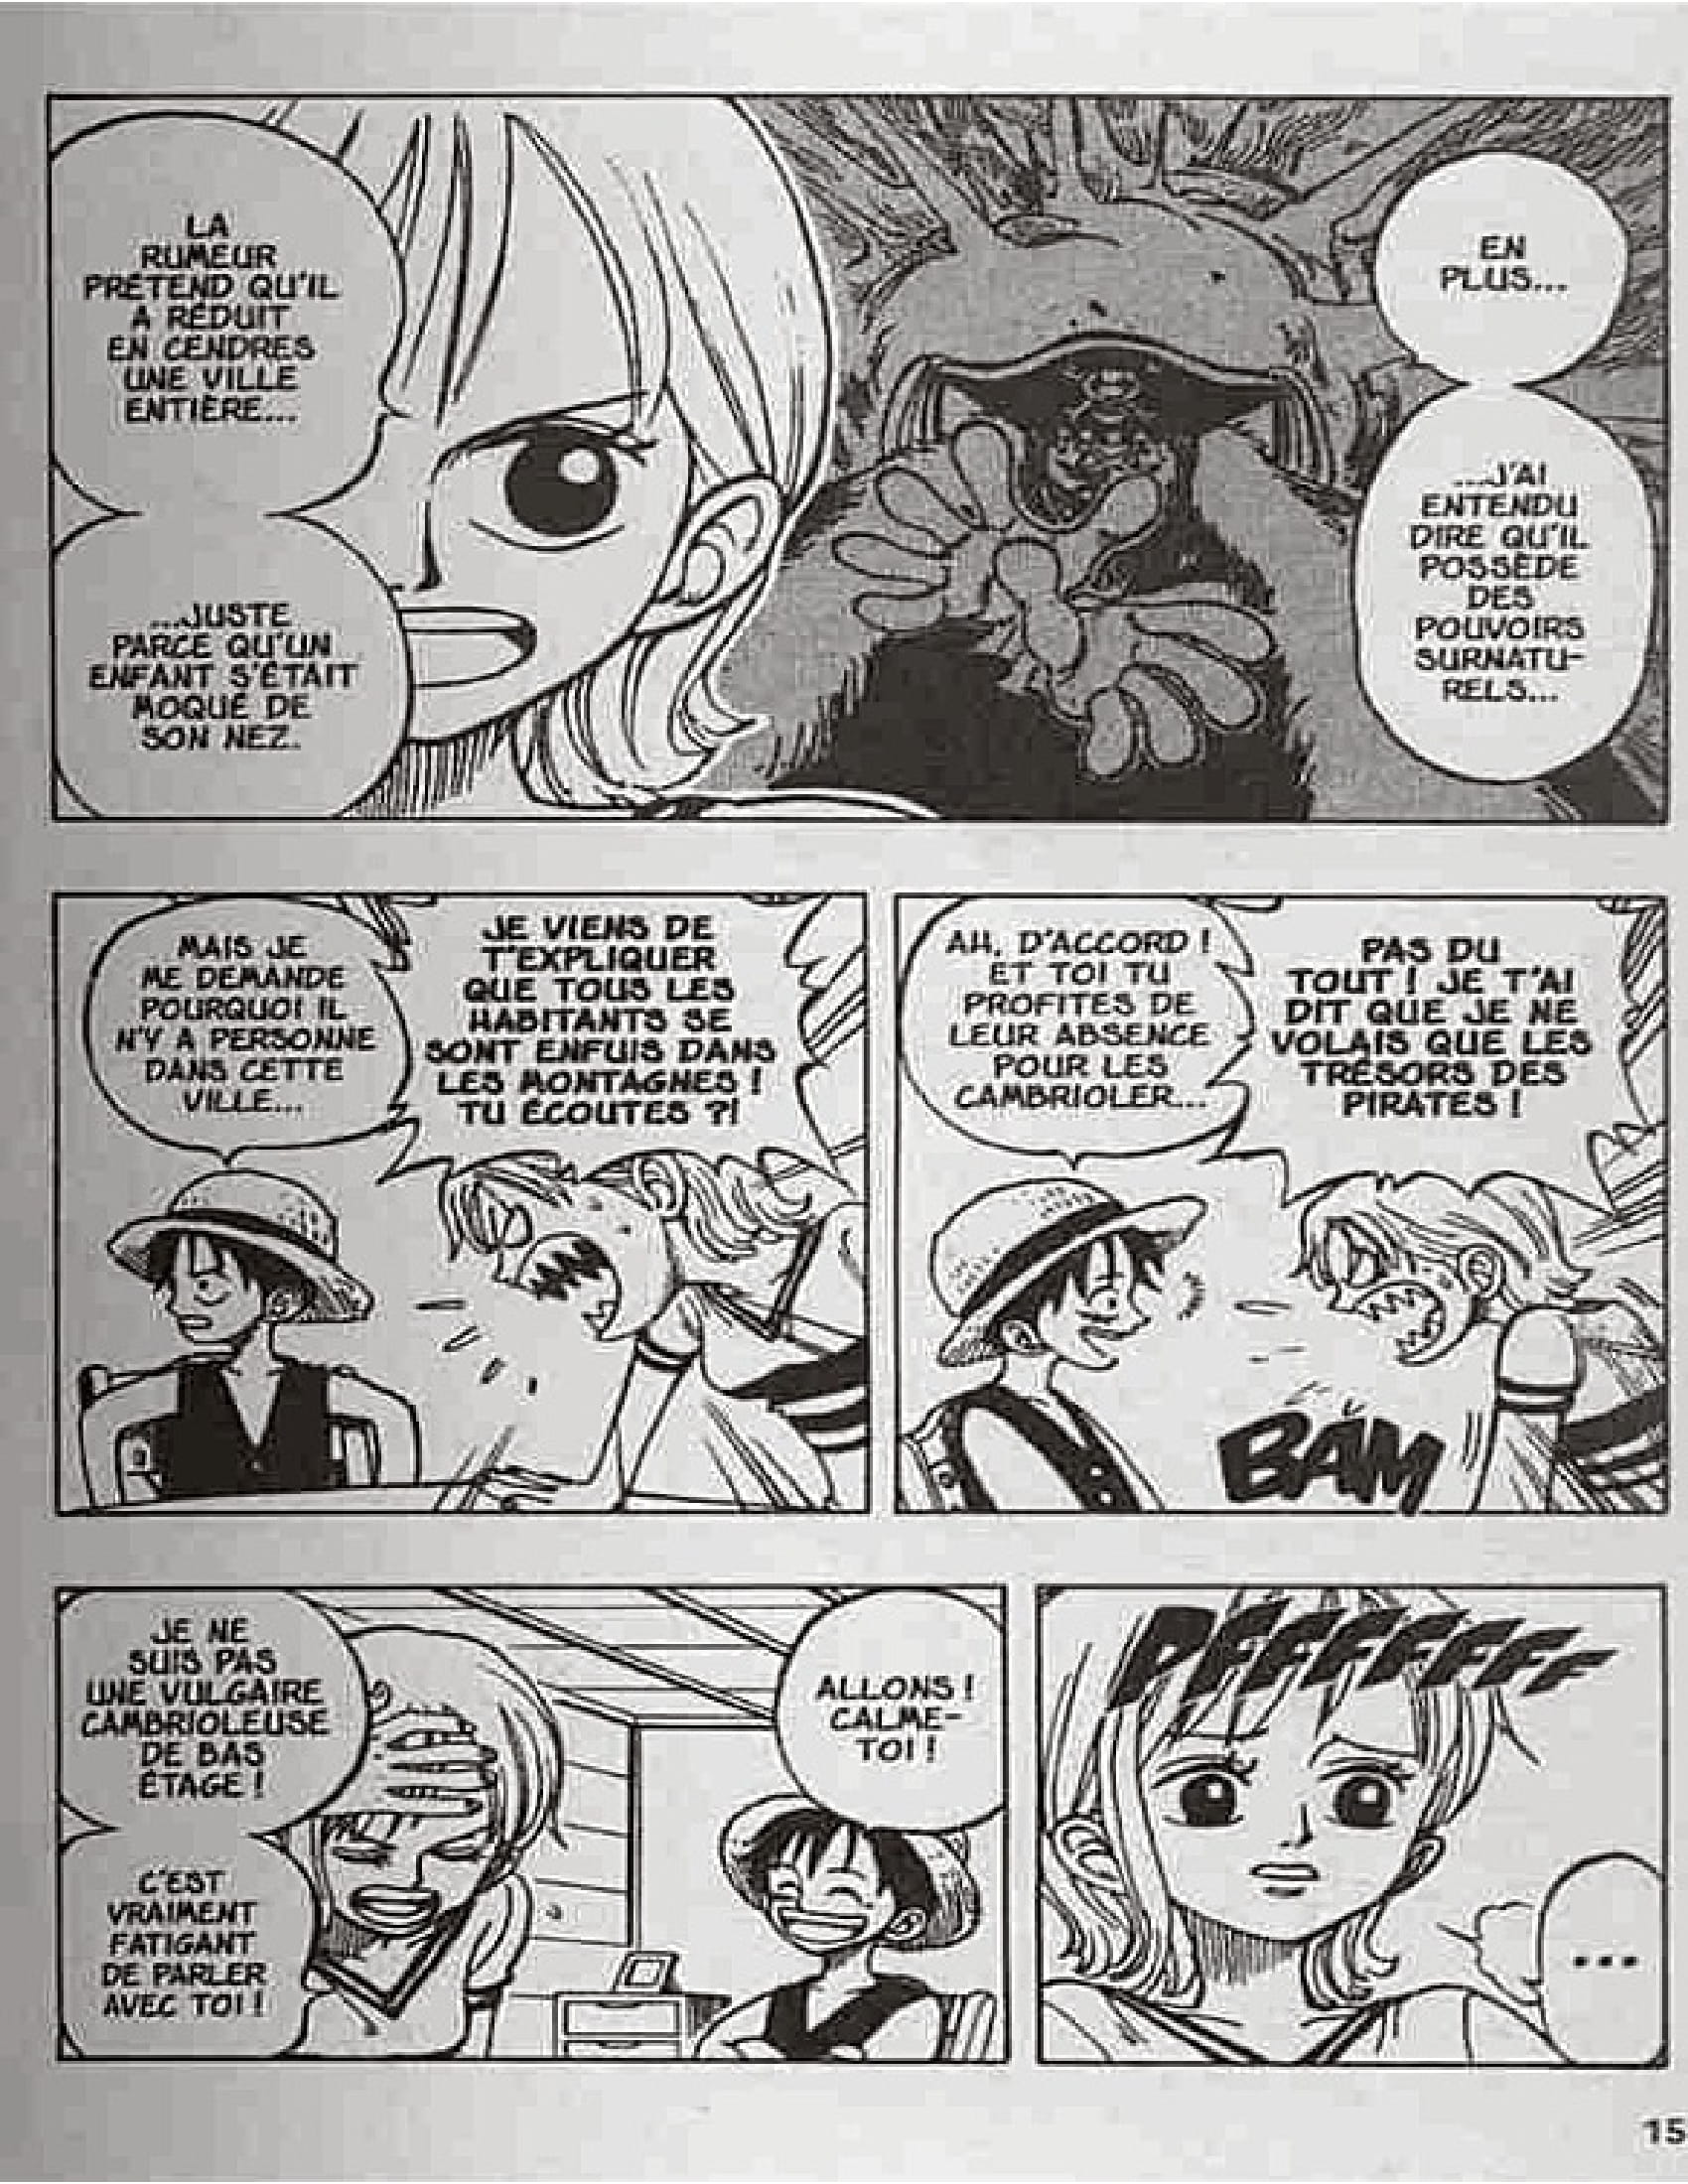 LA
RUMEUR
PRÉTEND QU'IL
A RÉDUIT
EN CENDRES
UNE VILLE
ENTIÈRE...
...JUSTE
PARCE QU'UN
ENFANT S'ÉTAIT
MOQUÉ DE
SON NEZ.
EN
PLUS...
...J'AI
ENTENDU
DIRE QU'IL
POSSÈDE
DES
POUVOIRS
SURNATU-
RELS...
MAIS JE
ME DEMANDE
POURQUOI IL
N'Y A PERSONNE
DANS CETTE
VILLE...
JE VIENS DE
T'EXPLIQUER
QUE TOUS LES
HABITANTS SE
SONT ENFUIS DANS
LES MONTAGNES !
TU ÉCOUTES ?!
AH, D'ACCORD !
ET TOI TU
PROFITES DE
LEUR ABSENCE
POUR LES
CAMBRIOLER...
PAS DU
TOUT ! JE T'AI
DIT QUE JE NE
VOLAIS QUE LES
TRÉSORS DES
PIRATES !
BAM
JE NE
SUIS PAS
UNE VULGAIRE
CAMBRIOLEUSE
DE BAS
ÉTAGE !
C'EST
VRAIMENT
FATIGANT
DE PARLER
AVEC TOI !
ALLONS !
CALME-
TOI !
PFFFFFFFF
...
15